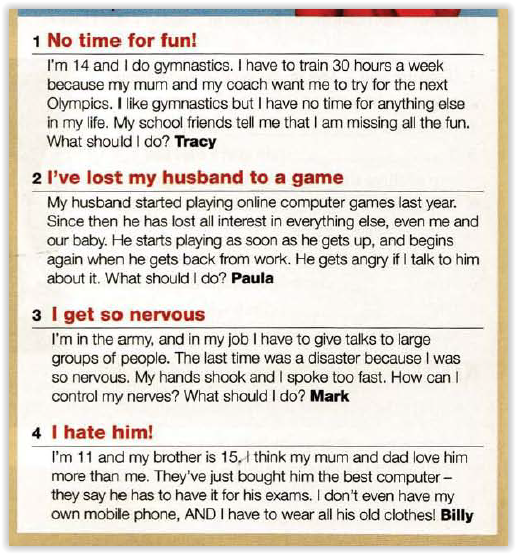 1 No time for fun!
I'm 14 and I do gymnastics. I have to train 30 hours a week
because my mum and my coach want me to try for the next
Olympics. I like gymnastics but I have no time for anything else
in my life. My school friends tell me that I am missing all the fun.
What should I do? Tracy
2 I've lost my husband to a game
My husband started playing online computer games last year.
Since then he has lost all interest in everything else, even me and
our baby. He starts playing as soon as he gets up, and begins
again when he gets back from work. He gets angry if I talk to him
about it. What should I do? Paula
3 I get so nervous
I'm in the army, and in my job I have to give talks to large
groups of people. The last time was a disaster because I was
so nervous. My hands shook and I spoke too fast. How can I
control my nerves? What should I do? Mark
4 I hate him!
I'm 11 and my brother is 15. I think my mum and dad love him
more than me. They've just bought him the best computer –
they say he has to have it for his exams. I don't even have my
own mobile phone, AND I have to wear all his old clothes! Billy